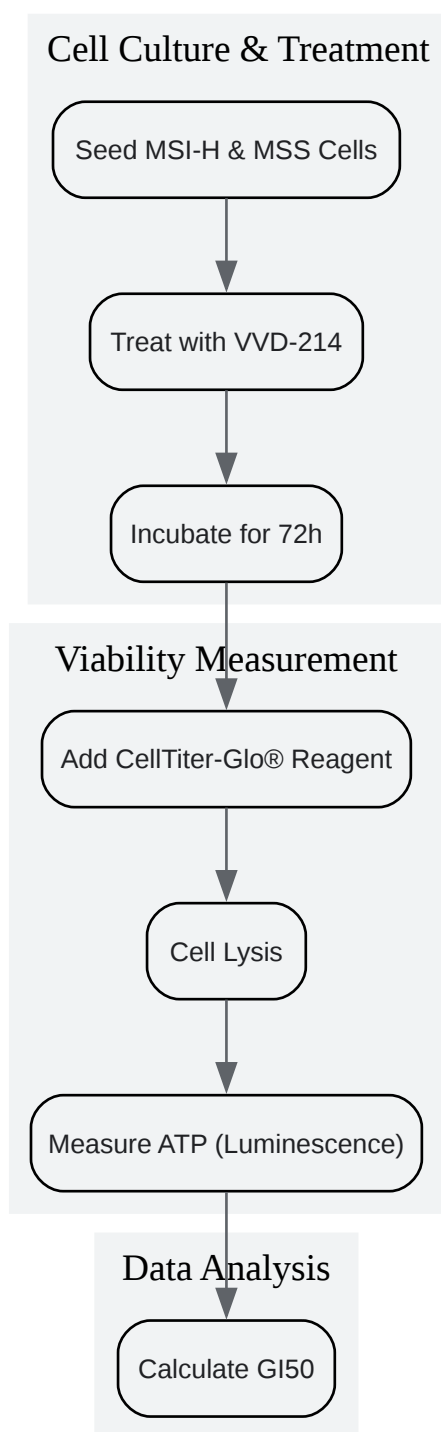 Cell Culture & Treatment
Seed MSI-H & MSS Cells
Treat with VVD-214
Incubate for 72h
Viability Measurement
Add CellTiter-Glo® Reagent
Cell Lysis
Measure ATP (Luminescence)
Data Analysis
Calculate GI50